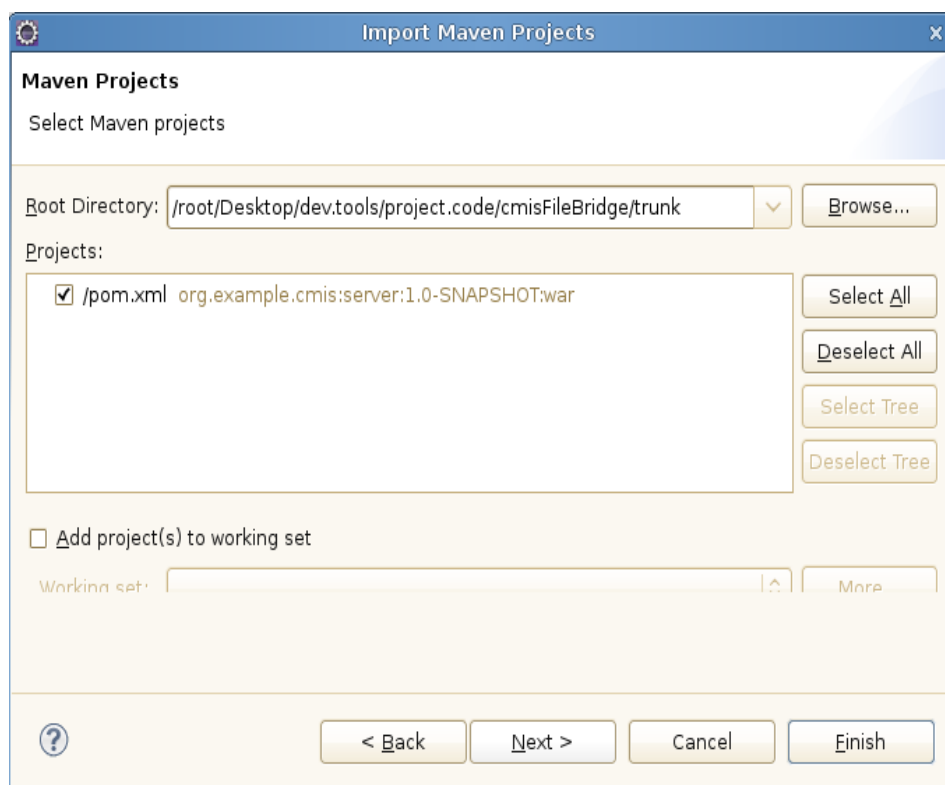 Import Maven Projects
Maven Projects
Select Maven projects
Root Directory: /root/Desktop/dev.tools/project.code/cmisFileBridge/trunk Browse...
Projects:
/pom.xml org.example.cmis:server:1.0-SNAPSHOT:war Select All
Deselect All
Select Tree
Deselect Tree
Add project(s) to working set
Working set: More
< Back Next > Cancel Finish